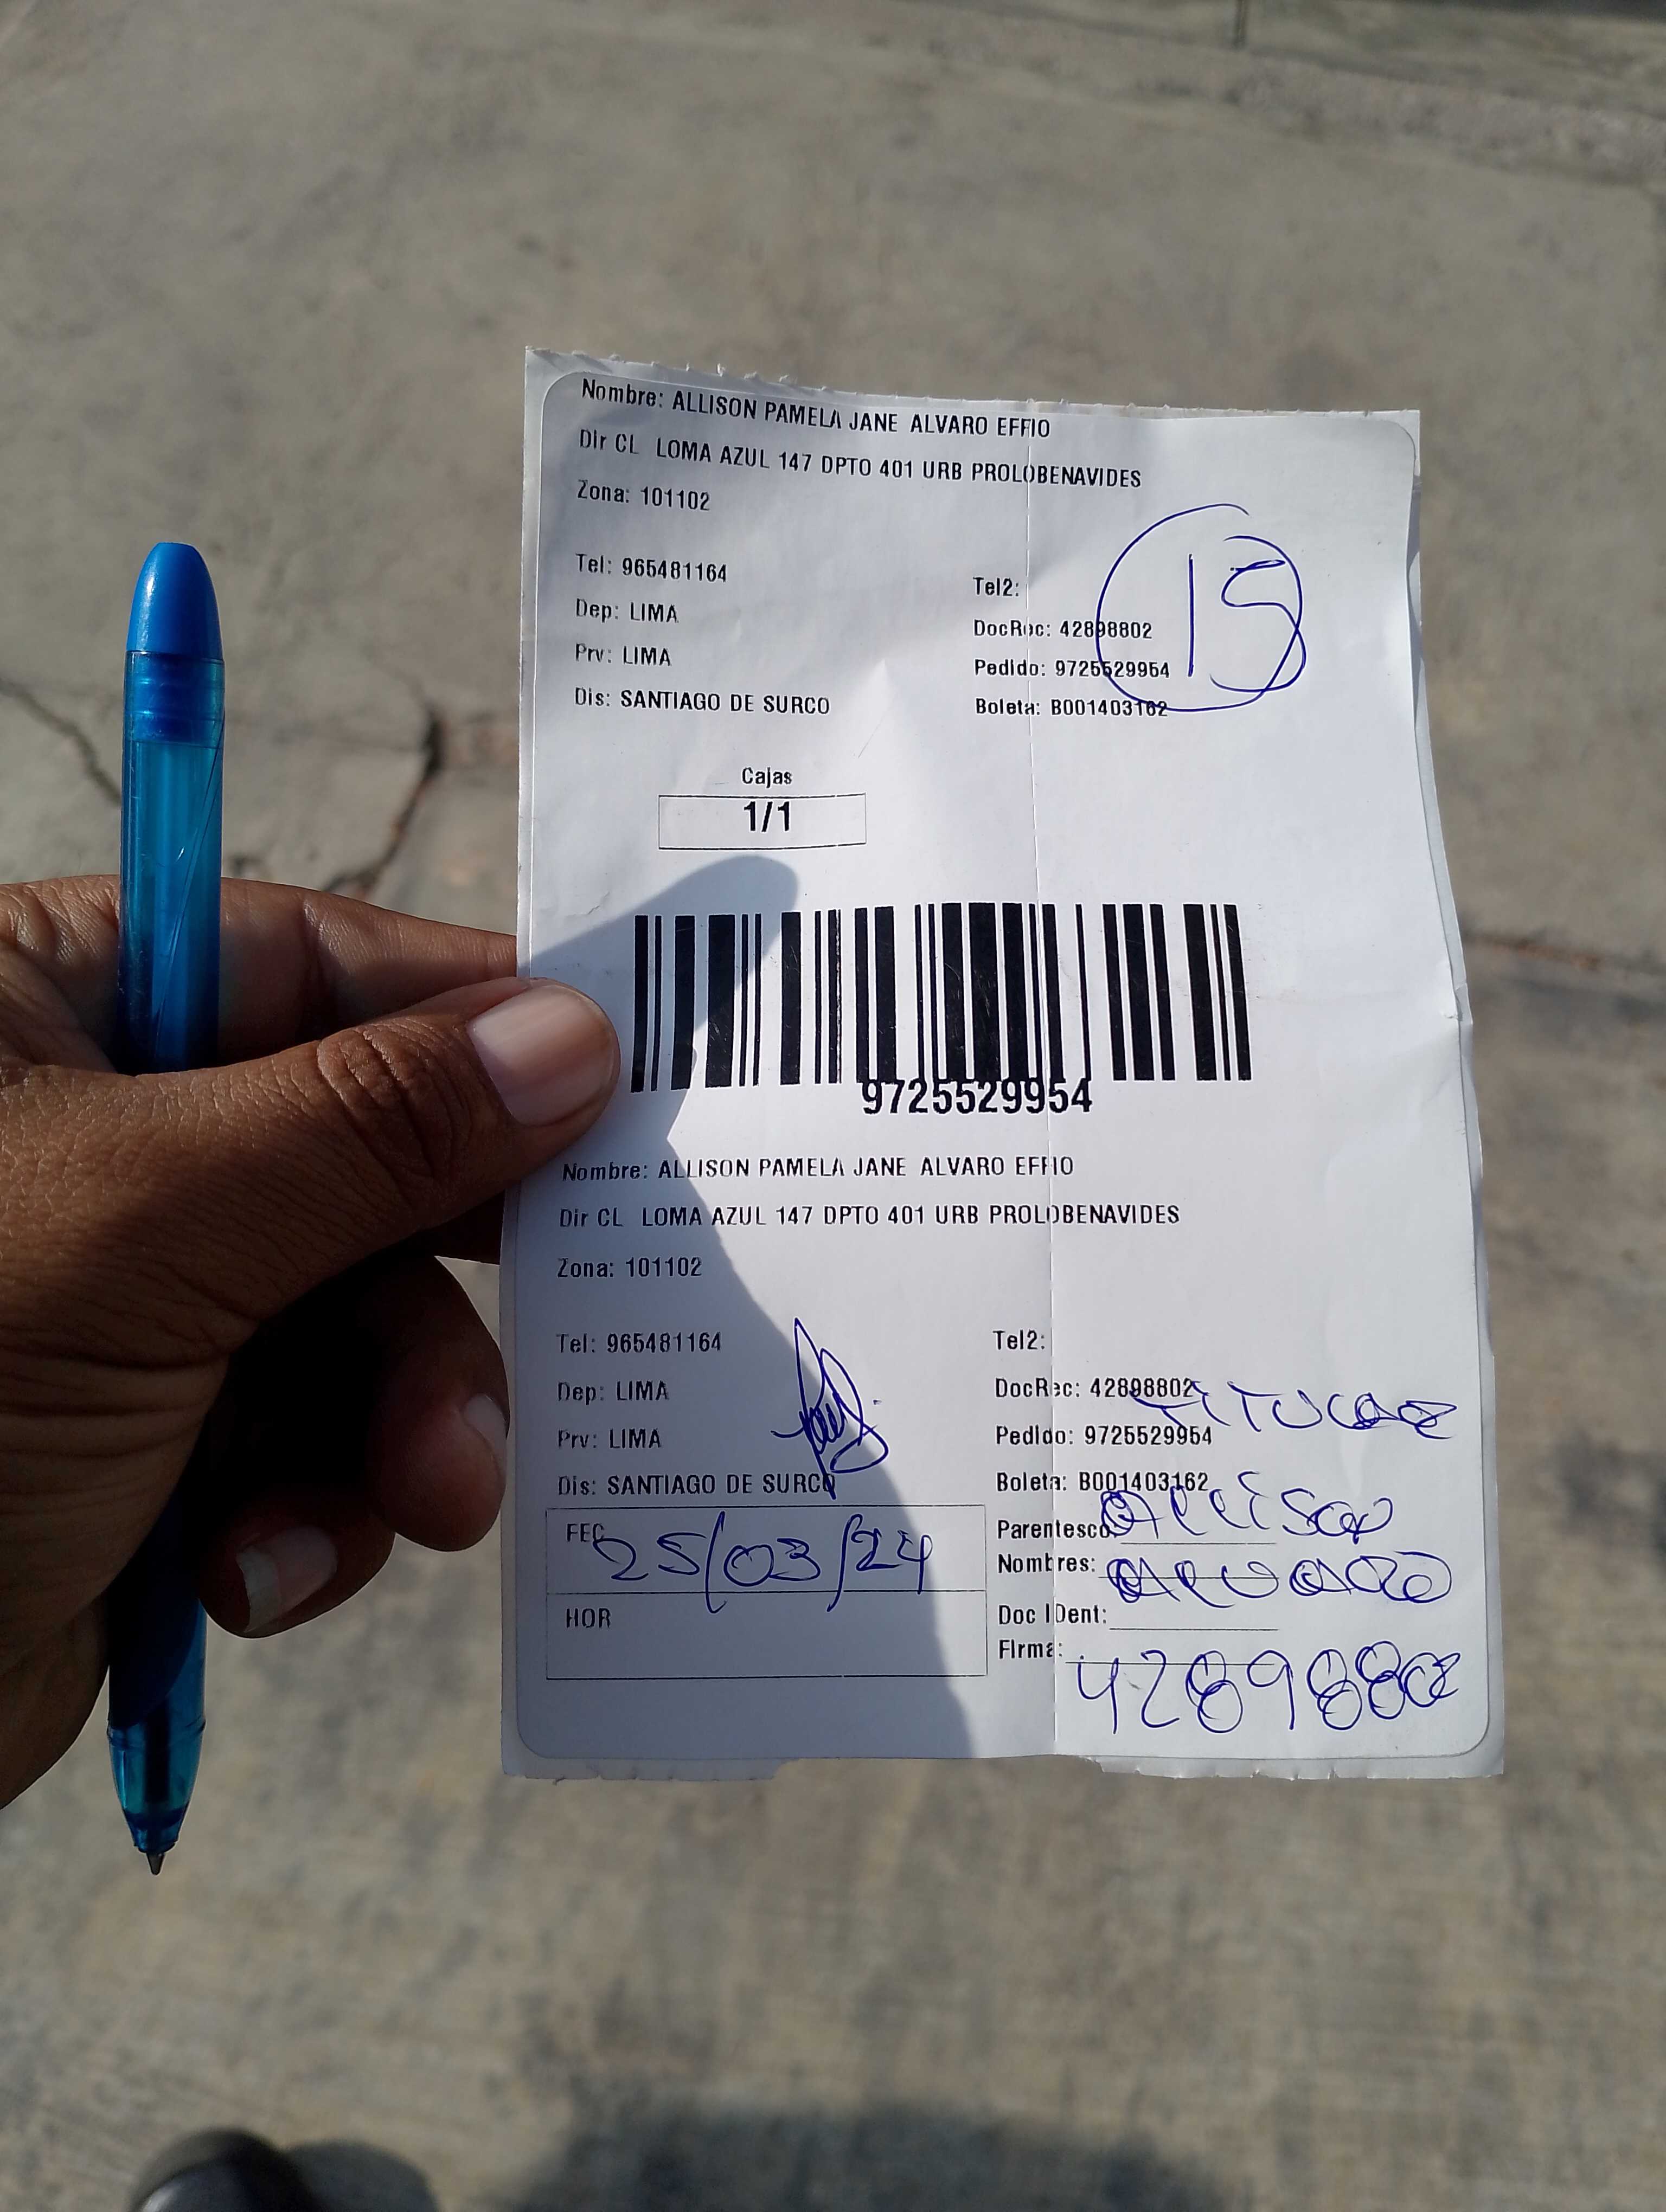 Nombre: ALLISON PAMELA JANE ALVARO EFFIO
Dir CL LOMA AZUL 147 DPTO 401 URB PROLOBENAVIDES
Zona: 101102
15
Tel: 965481164
Tel2:
Dep: LIMA
DocRec: 42898802
Prv: LIMA
Pedido: 9725529954
Dis: SANTIAGO DE SURCO
Boleta: B001403162
Cajas
1/1
9725529954
Nombre: ALLISON PAMELA JANE ALVARO EFFIO
Dir CL LOMA AZUL 147 DPTO 401 URB PROLOBENAVIDES
Zona: 101102
Tel: 965481164
Tel2:
Dep: LIMA
DocRec: 42898802
TITULAR
Prv: LIMA
Pedido: 9725529954
Dis: SANTIAGO DE SURCO
Boleta: B001403162
FEC 25/03/24
Parentesco: Allison
Nombres: Alvaro
HOR
Doc IDent:
Firma: 42898802